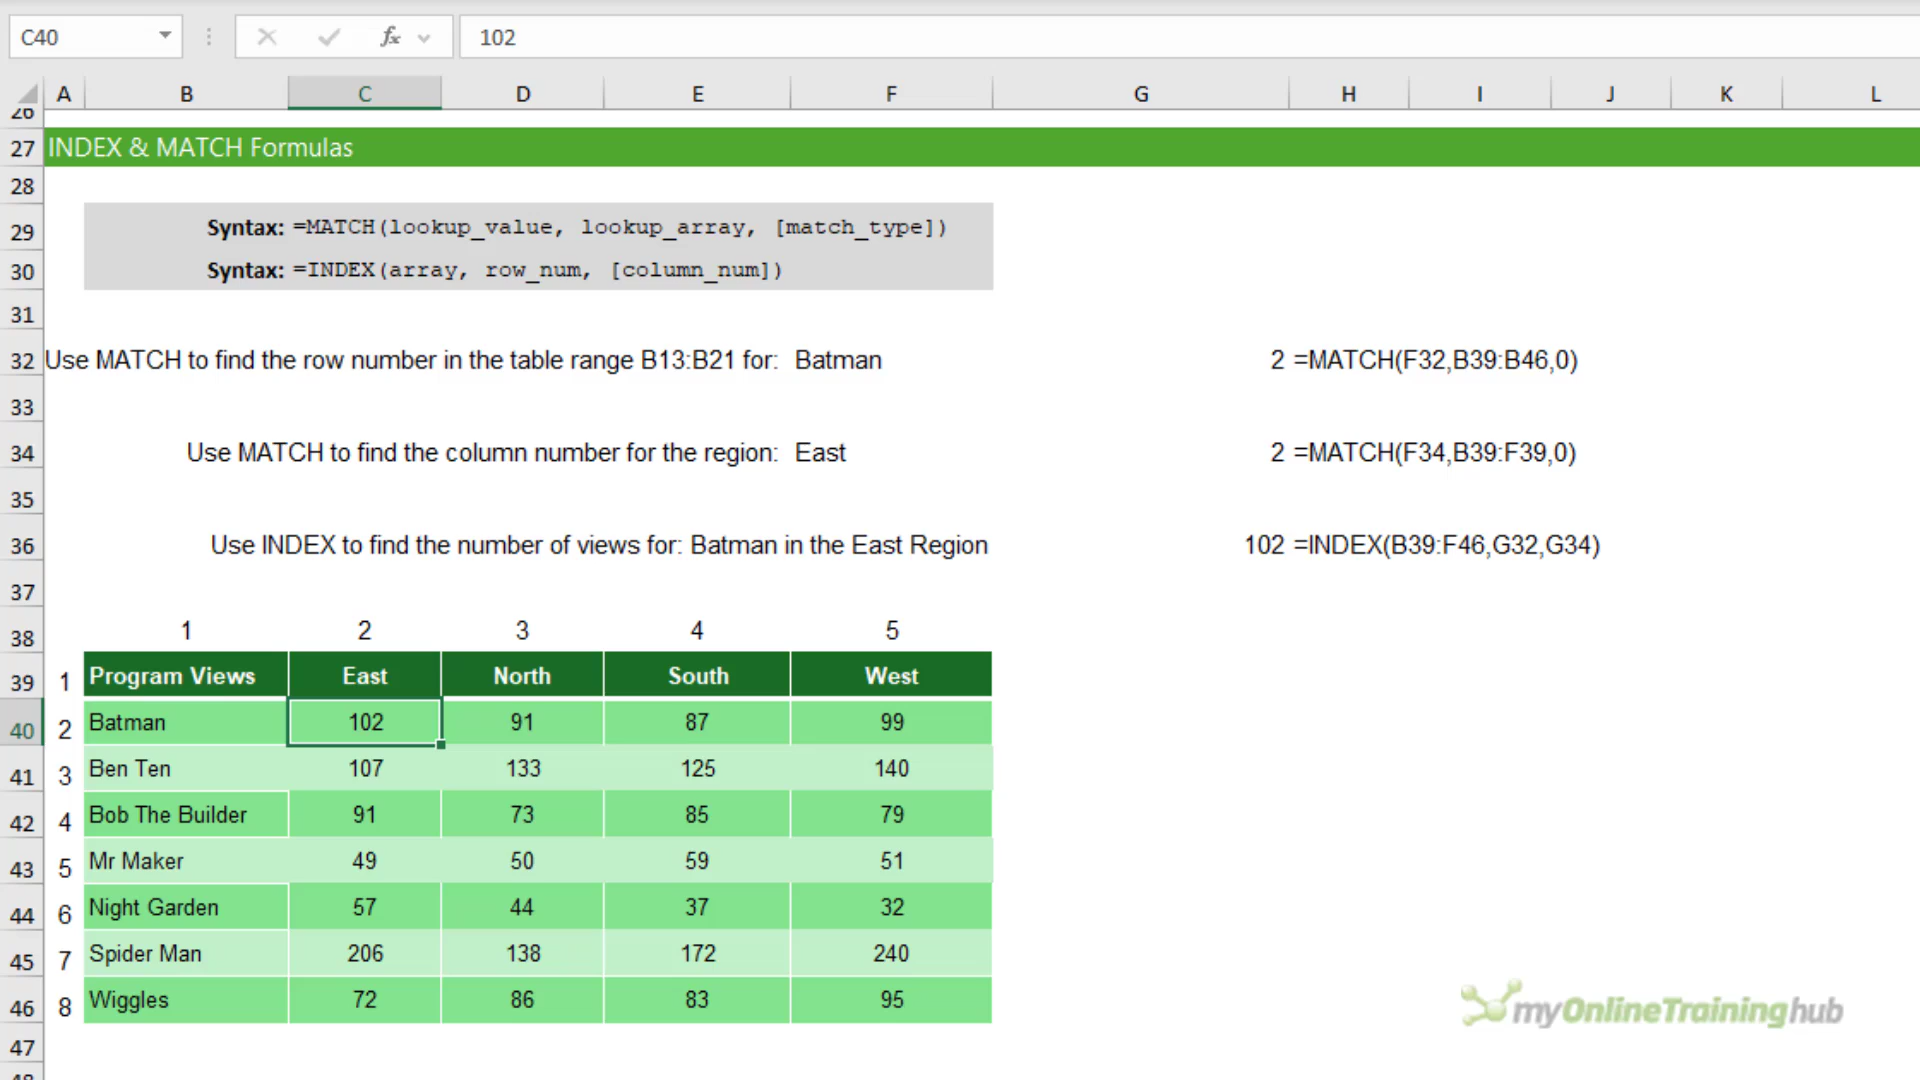 C40 fx 102
A B C D E F G H I J K L
26
27 INDEX & MATCH Formulas
28
29 Syntax: =MATCH(lookup_value, lookup_array, [match_type])
30 Syntax: =INDEX(array, row_num, [column_num])
31
32 Use MATCH to find the row number in the table range B13:B21 for: Batman 2 =MATCH(F32,B39:B46,0)
33
34 Use MATCH to find the column number for the region: East 2 =MATCH(F34,B39:F39,0)
35
36 Use INDEX to find the number of views for: Batman in the East Region 102 =INDEX(B39:F46,G32,G34)
37
38 1 2 3 4 5
39 1 Program Views East North South West
40 2 Batman 102 91 87 99
41 3 Ben Ten 107 133 125 140
42 4 Bob The Builder 91 73 85 79
43 5 Mr Maker 49 50 59 51
44 6 Night Garden 57 44 37 32
45 7 Spider Man 206 138 172 240
46 8 Wiggles 72 86 83 95
myOnlineTraininghub
47
48